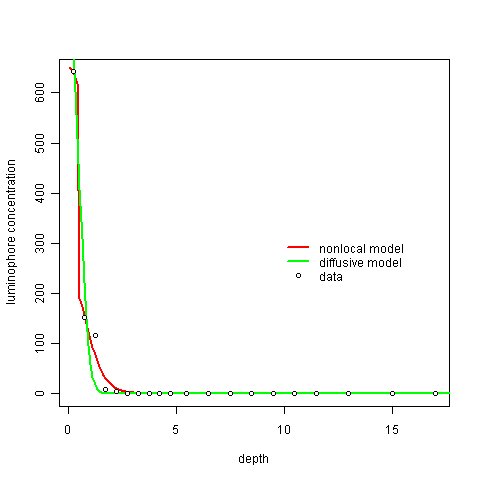 luminophore concentration
600
500
400
300
200
100
0
nonlocal model
diffusive model
data
0 5 10 15
depth